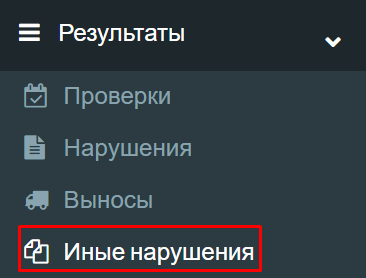 Результаты
Проверки
Нарушения
Выносы
Иные нарушения